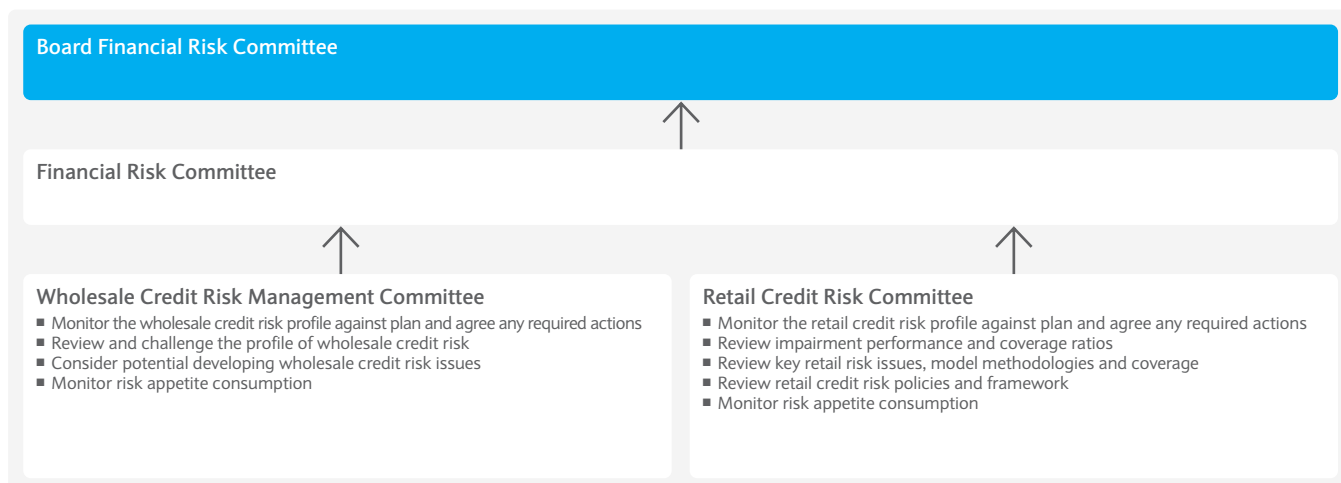 Board Financial Risk Committee
Financial Risk Committee
Wholesale Credit Risk Management Committee
■ Monitor the wholesale credit risk profile against plan and agree any required actions
■ Review and challenge the profile of wholesale credit risk
■ Consider potential developing wholesale credit risk issues
■ Monitor risk appetite consumption
Retail Credit Risk Committee
■ Monitor the retail credit risk profile against plan and agree any required actions
■ Review impairment performance and coverage ratios
■ Review key retail risk issues, model methodologies and coverage
■ Review retail credit risk policies and framework
■ Monitor risk appetite consumption